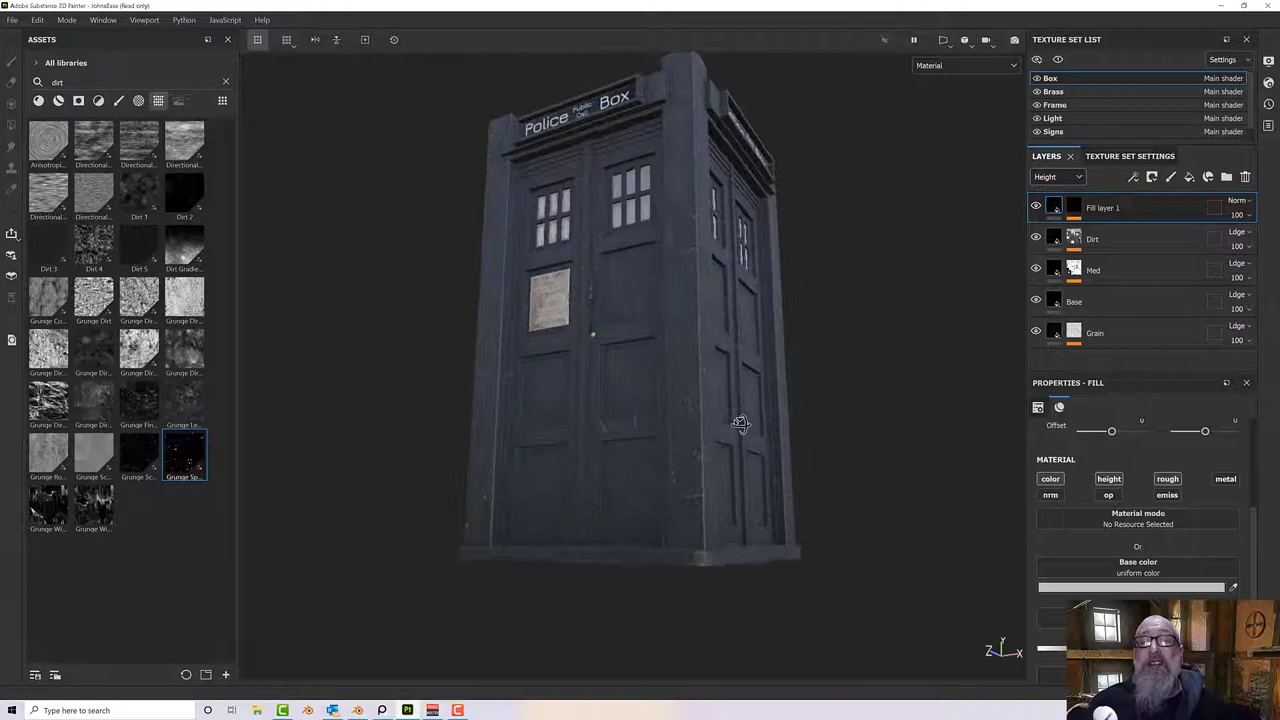 Adobe Substance 3D Painter - JohnsBase (Read only)
File Edit Mode Window Viewport Python JavaScript Help
ASSETS
All libraries
dirt
Anisotropi...
Directional...
Directional...
Directional...
Directional...
Directional...
Dirt 1
Dirt 2
Dirt 3
Dirt 4
Dirt 5
Dirt Gradie...
Grunge Co...
Grunge Dirt
Grunge Dir...
Grunge Dir...
Grunge Dir...
Grunge Dir...
Grunge Dir...
Grunge Dir...
Grunge Dir...
Grunge Dir...
Grunge Fin...
Grunge Le...
Grunge Ro...
Grunge Sc...
Grunge Sc...
Grunge Sp...
Grunge Wi...
Grunge Wi...
Material
Police Public Call Box
Y
Z X
TEXTURE SET LIST
Settings
Box Main shader
Brass Main shader
Frame Main shader
Light Main shader
Signs Main shader
LAYERS TEXTURE SET SETTINGS
Height
Fill layer 1 Norm 100
Dirt Ldge 100
Med Ldge 100
Base Ldge 100
Grain Ldge 100
PROPERTIES - FILL
Offset 0 0
MATERIAL
color height rough metal
nrm op emiss
Material mode
No Resource Selected
Or
Base color
uniform color
Type here to search